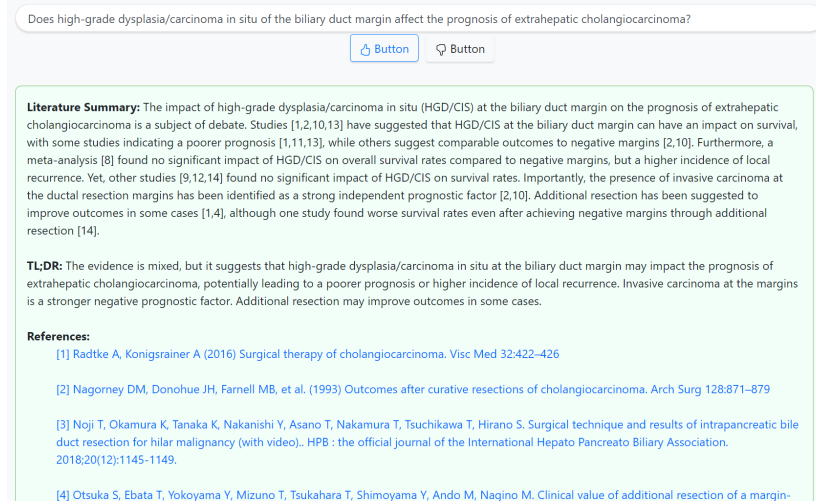 Does high-grade dysplasia/carcinoma in situ of the biliary duct margin affect the prognosis of extrahepatic cholangiocarcinoma?
Button Button
Literature Summary: The impact of high-grade dysplasia/carcinoma in situ (HGD/CIS) at the biliary duct margin on the prognosis of extrahepatic
cholangiocarcinoma is a subject of debate. Studies [1,2,10,13] have suggested that HGD/CIS at the biliary duct margin can have an impact on survival,
with some studies indicating a poorer prognosis [1,11,13], while others suggest comparable outcomes to negative margins [2,10]. Furthermore, a
meta-analysis [8] found no significant impact of HGD/CIS on overall survival rates compared to negative margins, but a higher incidence of local
recurrence. Yet, other studies [9,12,14] found no significant impact of HGD/CIS on survival rates. Importantly, the presence of invasive carcinoma at
the ductal resection margins has been identified as a strong independent prognostic factor [2,10]. Additional resection has been suggested to
improve outcomes in some cases [1,4], although one study found worse survival rates even after achieving negative margins through additional
resection [14].
TL;DR: The evidence is mixed, but it suggests that high-grade dysplasia/carcinoma in situ at the biliary duct margin may impact the prognosis of
extrahepatic cholangiocarcinoma, potentially leading to a poorer prognosis or higher incidence of local recurrence. Invasive carcinoma at the margins
is a stronger negative prognostic factor. Additional resection may improve outcomes in some cases.
References:
[1] Radtke A, Konigsrainer A (2016) Surgical therapy of cholangiocarcinoma. Visc Med 32:422–426
[2] Nagorney DM, Donohue JH, Farnell MB, et al. (1993) Outcomes after curative resections of cholangiocarcinoma. Arch Surg 128:871–879
[3] Noji T, Okamura K, Tanaka K, Nakanishi Y, Asano T, Nakamura T, Tsuchikawa T, Hirano S. Surgical technique and results of intrapancreatic bile
duct resection for hilar malignancy (with video).. HPB : the official journal of the International Hepato Pancreato Biliary Association.
2018;20(12):1145-1149.
[4] Otsuka S, Ebata T, Yokoyama Y, Mizuno T, Tsukahara T, Shimoyama Y, Ando M, Nagino M. Clinical value of additional resection of a margin-